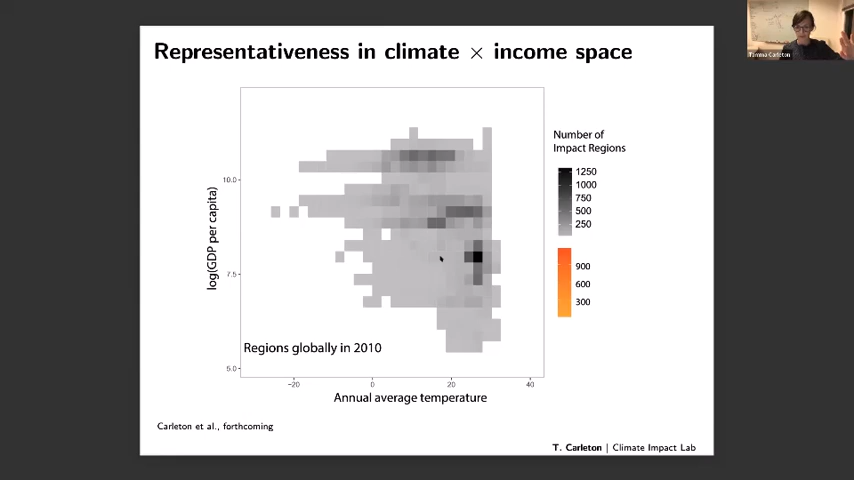 Representativeness in climate × income space
Number of
Impact Regions
1250
1000
750
500
250
900
600
300
log(GDP per capita)
10.0
7.5
5.0
Regions globally in 2010
−20
0
20
40
Annual average temperature
Carleton et al., forthcoming
T. Carleton | Climate Impact Lab
Tamma Carleton